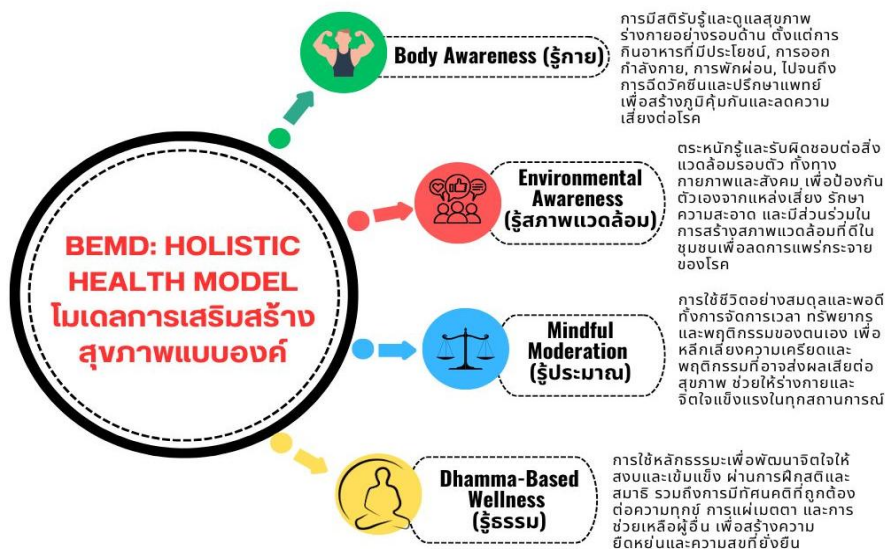 BEMD: HOLISTIC
HEALTH MODEL
โมเดลการเสริมสร้าง
สุขภาพแบบองค์
Body Awareness (รู้กาย)
การมีสติรับรู้และดูแลสุขภาพ
ร่างกายอย่างรอบด้าน ตั้งแต่การ
กินอาหารที่มีประโยชน์, การออก
กำลังกาย, การพักผ่อน, ไปจนถึง
การฉีดวัคซีนและปรึกษาแพทย์
เพื่อสร้างภูมิคุ้มกันและลดความ
เสี่ยงต่อโรค
Environmental
Awareness
(รู้สภาพแวดล้อม)
ตระหนักรู้และรับผิดชอบต่อสิ่ง
แวดล้อมรอบตัว ทั้งทาง
กายภาพและสังคม เพื่อป้องกัน
ตัวเองจากแหล่งเสี่ยง รักษา
ความสะอาด และมีส่วนร่วมใน
การสร้างสภาพแวดล้อมที่ดีใน
ชุมชนเพื่อลดการแพร่กระจาย
ของโรค
Mindful
Moderation
(รู้ประมาณ)
การใช้ชีวิตอย่างสมดุลและพอดี
ทั้งการจัดการเวลา ทรัพยากร
และพฤติกรรมของตนเอง เพื่อ
หลีกเลี่ยงความเครียดและ
พฤติกรรมที่อาจส่งผลเสียต่อ
สุขภาพ ช่วยให้ร่างกายและ
จิตใจแข็งแรงในทุกสถานการณ์
Dhamma-Based
Wellness
(รู้ธรรม)
การใช้หลักธรรมะเพื่อพัฒนาจิตใจให้
สงบและเข้มแข็ง ผ่านการฝึกสติและ
สมาธิ รวมถึงการมีทัศนคติที่ถูกต้อง
ต่อความทุกข์ การแผ่เมตตา และการ
ช่วยเหลือผู้อื่น เพื่อสร้างความ
ยืดหยุ่นและความสุขที่ยั่งยืน